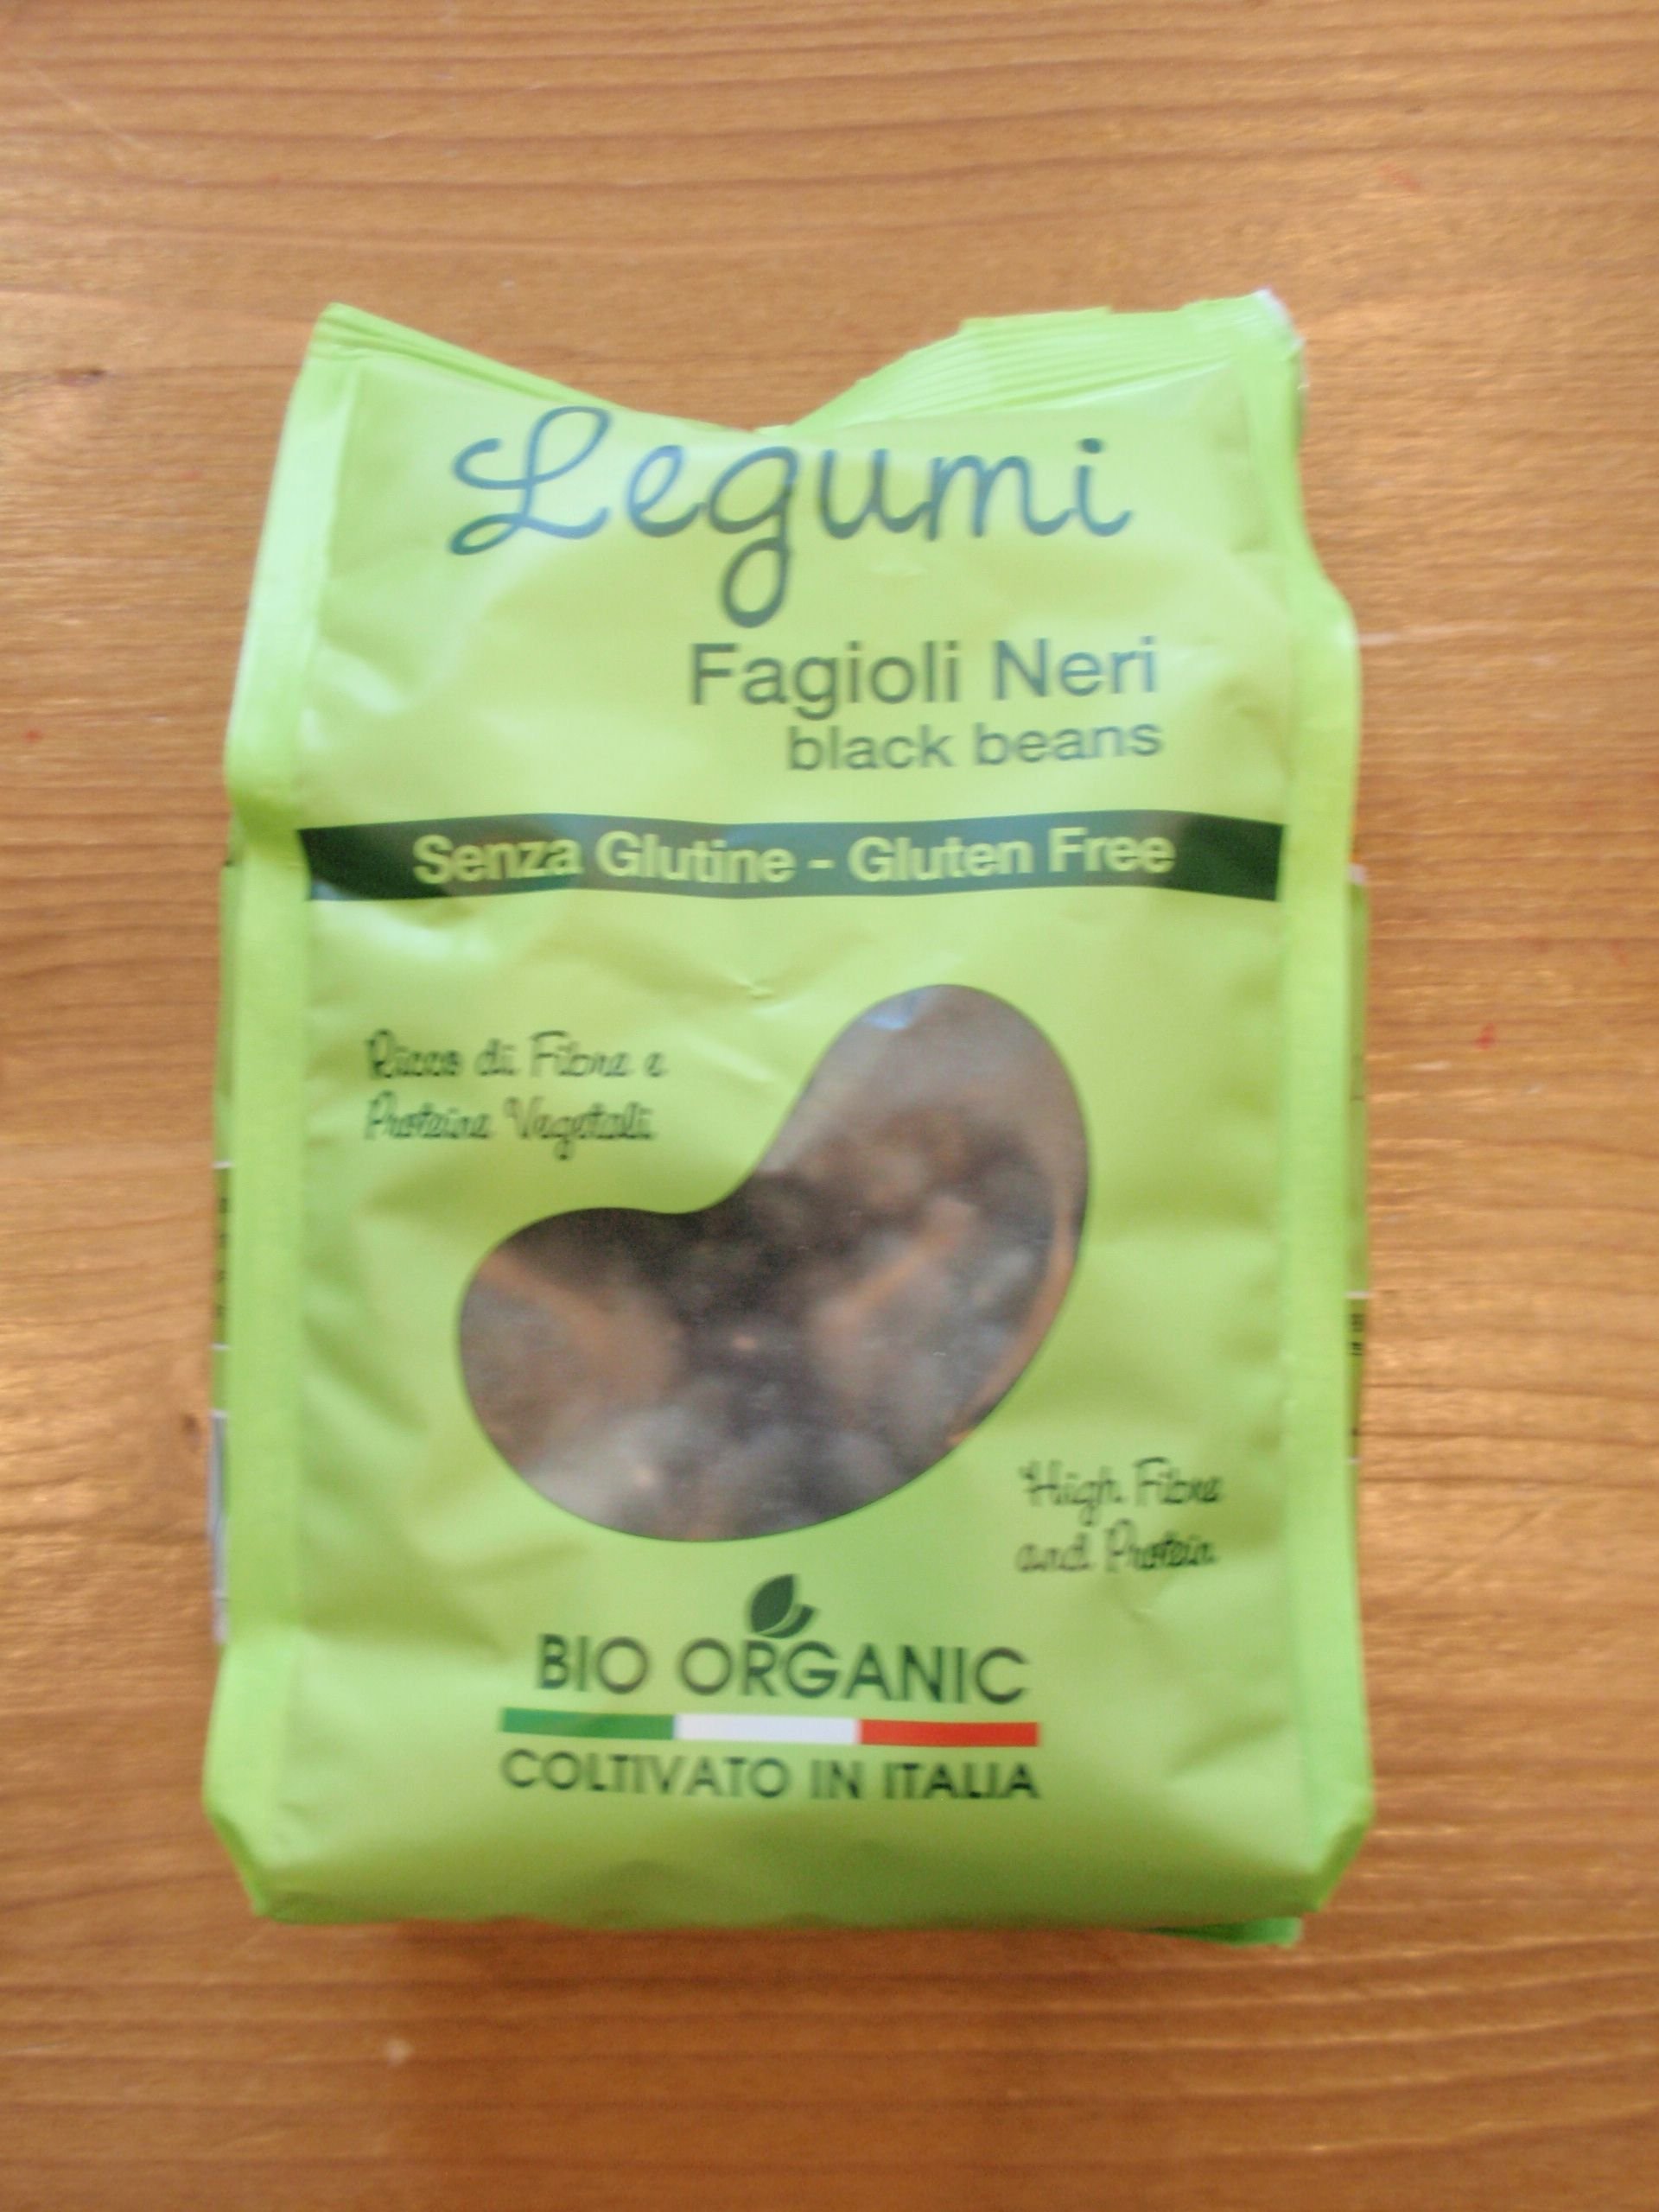 Legumi
Fagioli Neri
black beans
Senza Glutine - Gluten Free
Ricco di Fibre e
Proteine Vegetali
High Fibre
and Protein
BIO ORGANIC
COLTIVATO IN ITALIA